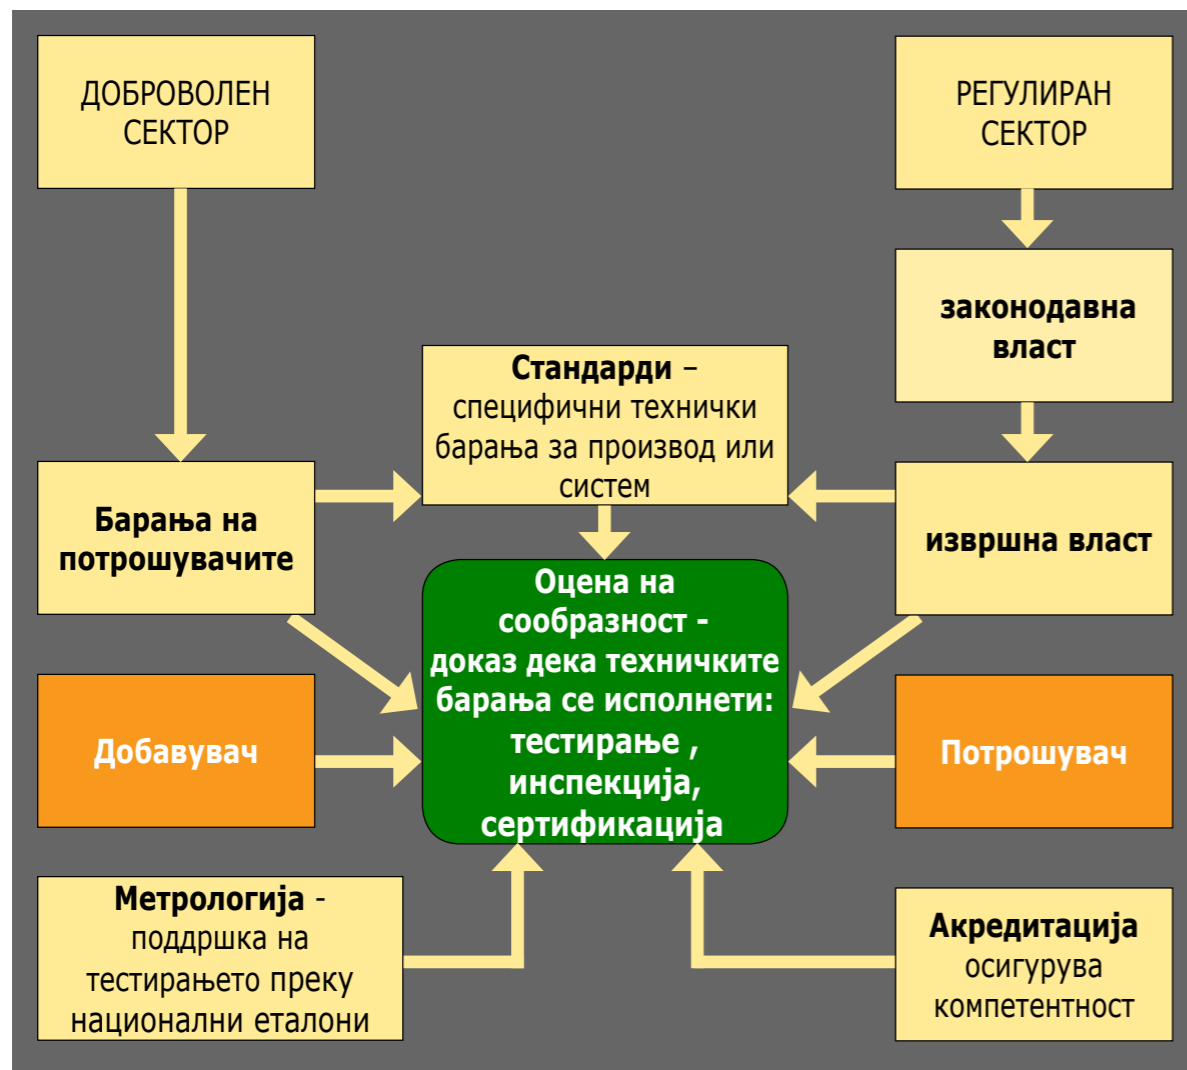 ДОБРОВОЛЕН
СЕКТОР
РЕГУЛИРАН
СЕКТОР
законодавна
власт
Стандарди –
специфични технички
барања за производ или
систем
Барања на
потрошувачите
извршна власт
Оцена на
сообразност -
доказ дека техничките
барања се исполнети:
тестирање ,
инспекција,
сертификација
Добавувач
Потрошувач
Метрологија -
поддршка на
тестирањето преку
национални еталони
Акредитација
осигурува
компетентност